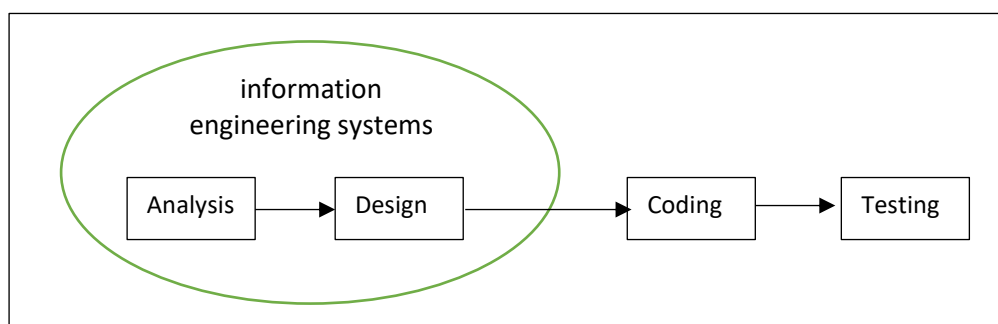 information
engineering systems
Analysis
Design
Coding
Testing